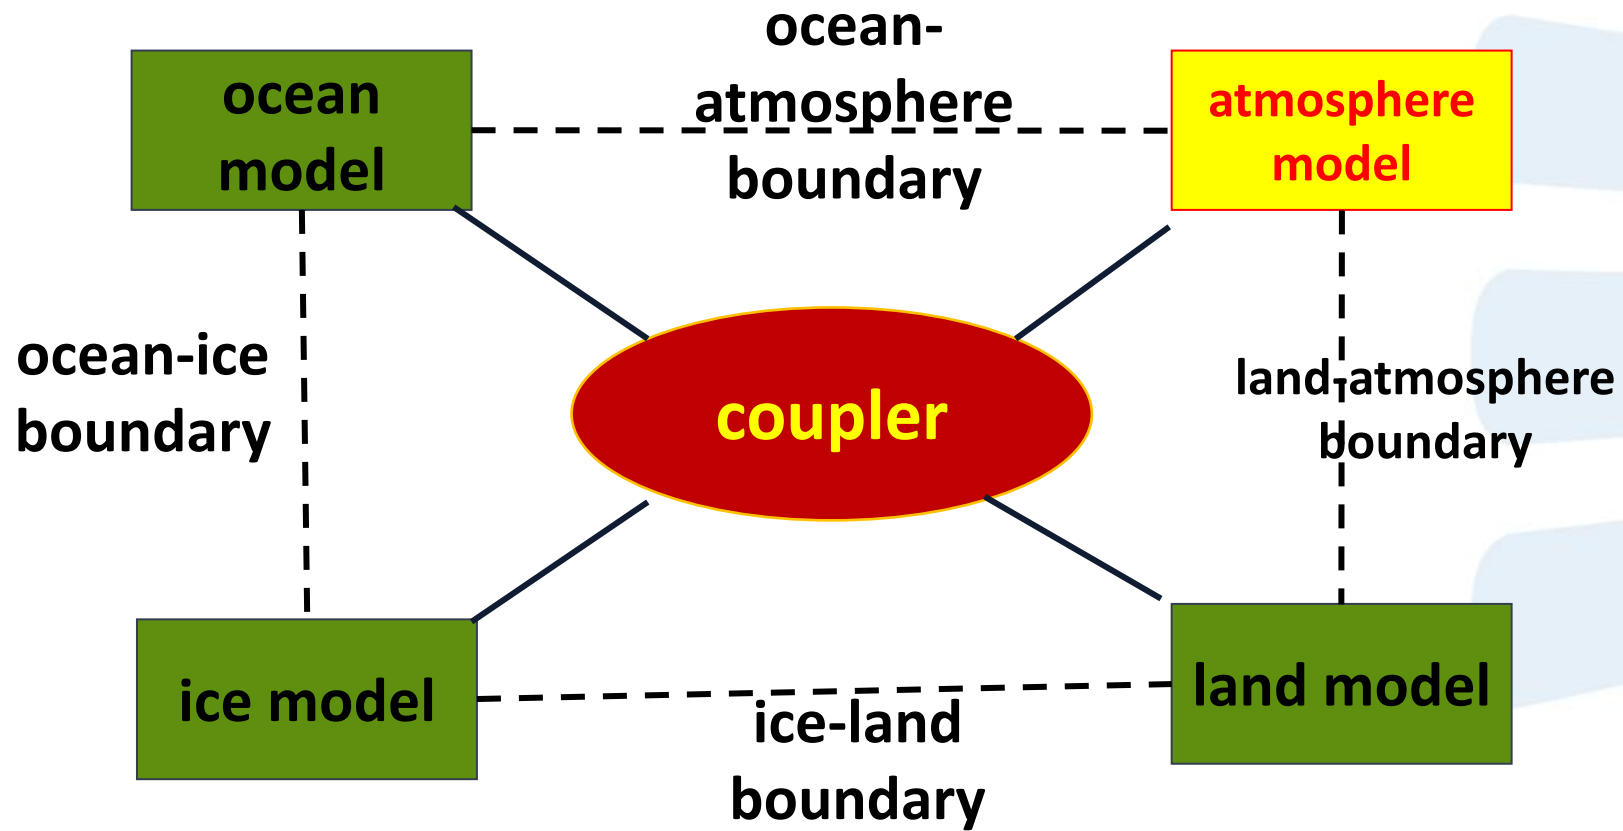 ocean-
atmosphere
boundary
ocean
model
atmosphere
model
ocean-ice
boundary
coupler
land-atmosphere
boundary
ice model
ice-land
boundary
land model